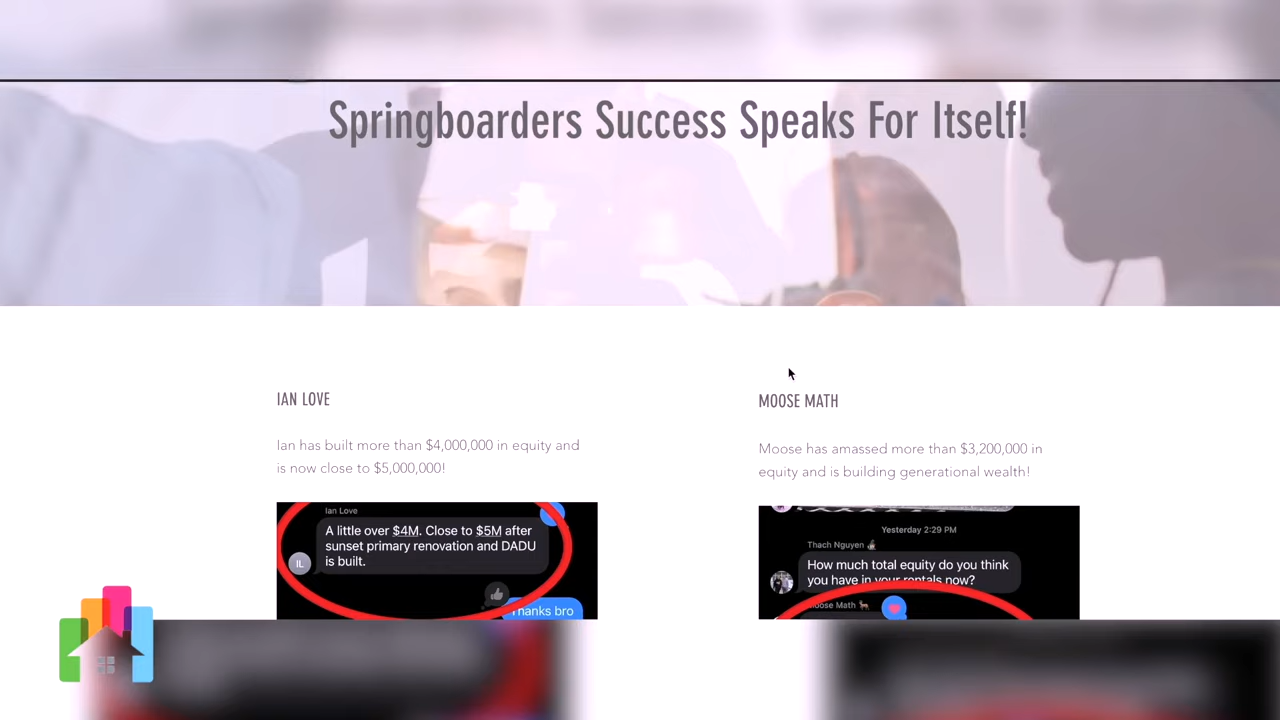 Springboarders Success Speaks For Itself!
IAN LOVE
Ian has built more than $4,000,000 in equity and
is now close to $5,000,000!
Ian Love
A little over $4M. Close to $5M after
sunset primary renovation and DADU
is built.
IL
Thanks bro
MOOSE MATH
Moose has amassed more than $3,200,000 in
equity and is building generational wealth!
Yesterday 2:29 PM
Thach Nguyen
How much total equity do you think
you have in your rentals now?
Moose Math